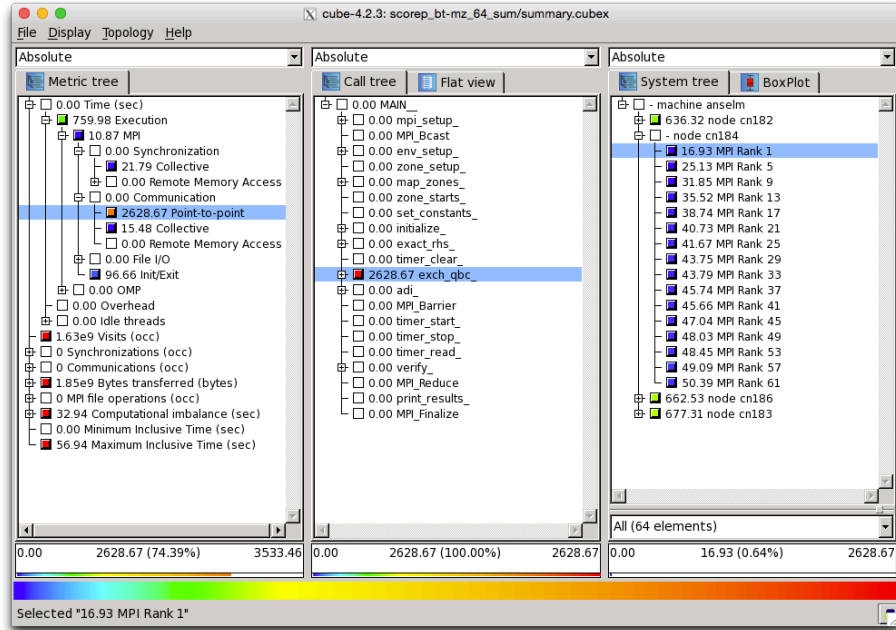 cube-4.2.3: scorep_bt-mz_64_sum/summary.cubex
File Display Topology Help
Absolute
Metric tree
0.00 Time (sec)
759.98 Execution
10.87 MPI
0.00 Synchronization
21.79 Collective
0.00 Remote Memory Access
0.00 Communication
2628.67 Point-to-point
15.48 Collective
0.00 Remote Memory Access
0.00 File I/O
96.66 Init/Exit
0.00 OMP
0.00 Overhead
0.00 Idle threads
1.63e9 Visits (occ)
0 Synchronizations (occ)
0 Communications (occ)
1.85e9 Bytes transferred (bytes)
0 MPI file operations (occ)
32.94 Computational imbalance (sec)
0.00 Minimum Inclusive Time (sec)
56.94 Maximum Inclusive Time (sec)
0.00 2628.67 (74.39%) 3533.46
Absolute
Call tree Flat view
0.00 MAIN__
0.00 mpi_setup_
0.00 MPI_Bcast
0.00 env_setup_
0.00 zone_setup_
0.00 map_zones_
0.00 zone_starts_
0.00 set_constants_
0.00 initialize_
0.00 exact_rhs_
0.00 timer_clear_
2628.67 exch_qbc_
0.00 adi_
0.00 MPI_Barrier
0.00 timer_start_
0.00 timer_stop_
0.00 timer_read_
0.00 verify_
0.00 MPI_Reduce
0.00 print_results_
0.00 MPI_Finalize
0.00 2628.67 (100.00%) 2628.67
Absolute
System tree BoxPlot
- machine anselm
636.32 node cn182
- node cn184
16.93 MPI Rank 1
25.13 MPI Rank 5
31.85 MPI Rank 9
35.52 MPI Rank 13
38.74 MPI Rank 17
40.73 MPI Rank 21
41.67 MPI Rank 25
43.75 MPI Rank 29
43.79 MPI Rank 33
45.74 MPI Rank 37
45.66 MPI Rank 41
47.04 MPI Rank 45
48.03 MPI Rank 49
48.45 MPI Rank 53
49.09 MPI Rank 57
50.39 MPI Rank 61
662.53 node cn186
677.31 node cn183
All (64 elements)
0.00 16.93 (0.64%) 2628.67
Selected "16.93 MPI Rank 1"